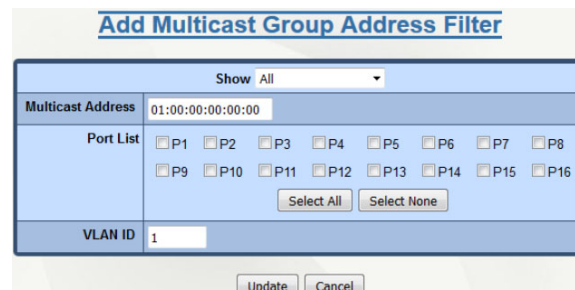 Add Multicast Group Address Filter
Show All
Multicast Address 01:00:00:00:00:00
Port List P1 P2 P3 P4 P5 P6 P7 P8
P9 P10 P11 P12 P13 P14 P15 P16
Select All Select None
VLAN ID 1
Update Cancel